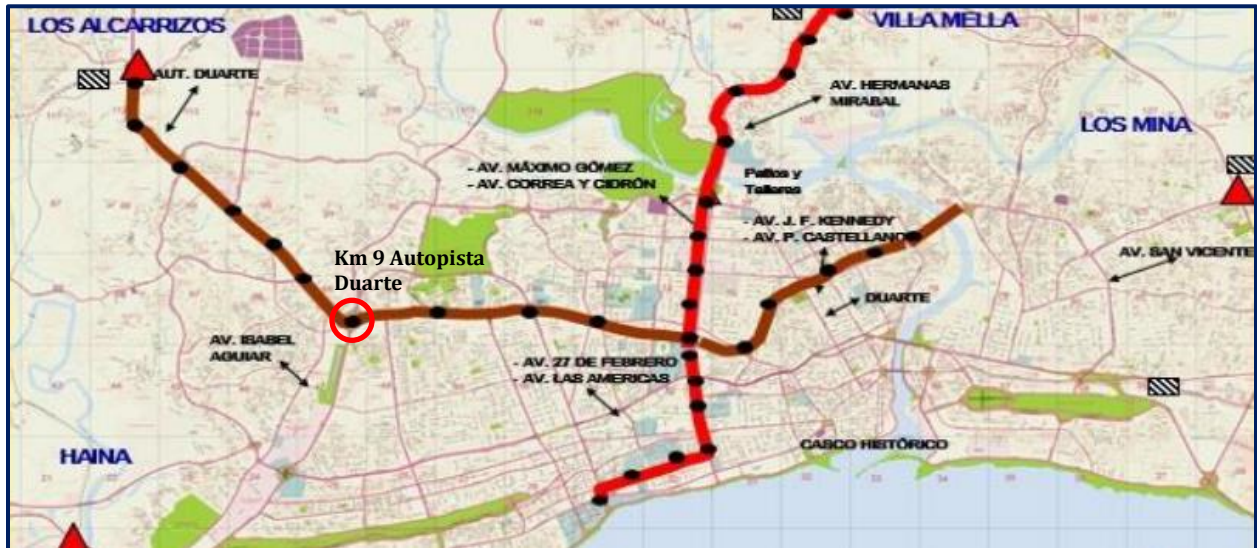 LOS ALCARRIZOS
VILLA MELLA
AUT. DUARTE
AV. HERMANAS
MIRABAL
LOS MINA
- AV. MÁXIMO GÓMEZ
- AV. CORREA Y CIDRÓN
Patios y
Talleres
- AV. J. F. KENNEDY
- AV. P. CASTELLANO
AV. SAN VICENTE
Km 9 Autopista
Duarte
DUARTE
AV. ISABEL
AGUIAR
- AV. 27 DE FEBRERO
- AV. LAS AMERICAS
CASCO HISTÓRICO
HAINA